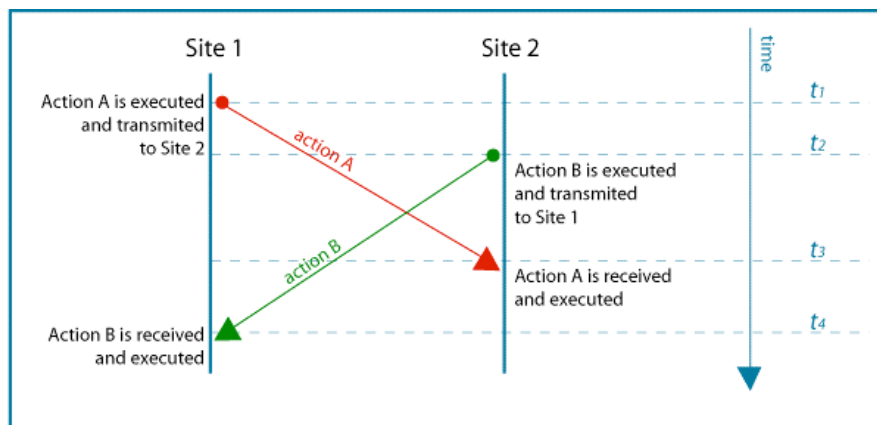 Site 1
Site 2
time
Action A is executed
and transmited
to Site 2
t1
action A
t2
Action B is executed
and transmited
to Site 1
action B
t3
Action A is received
and executed
t4
Action B is received
and executed